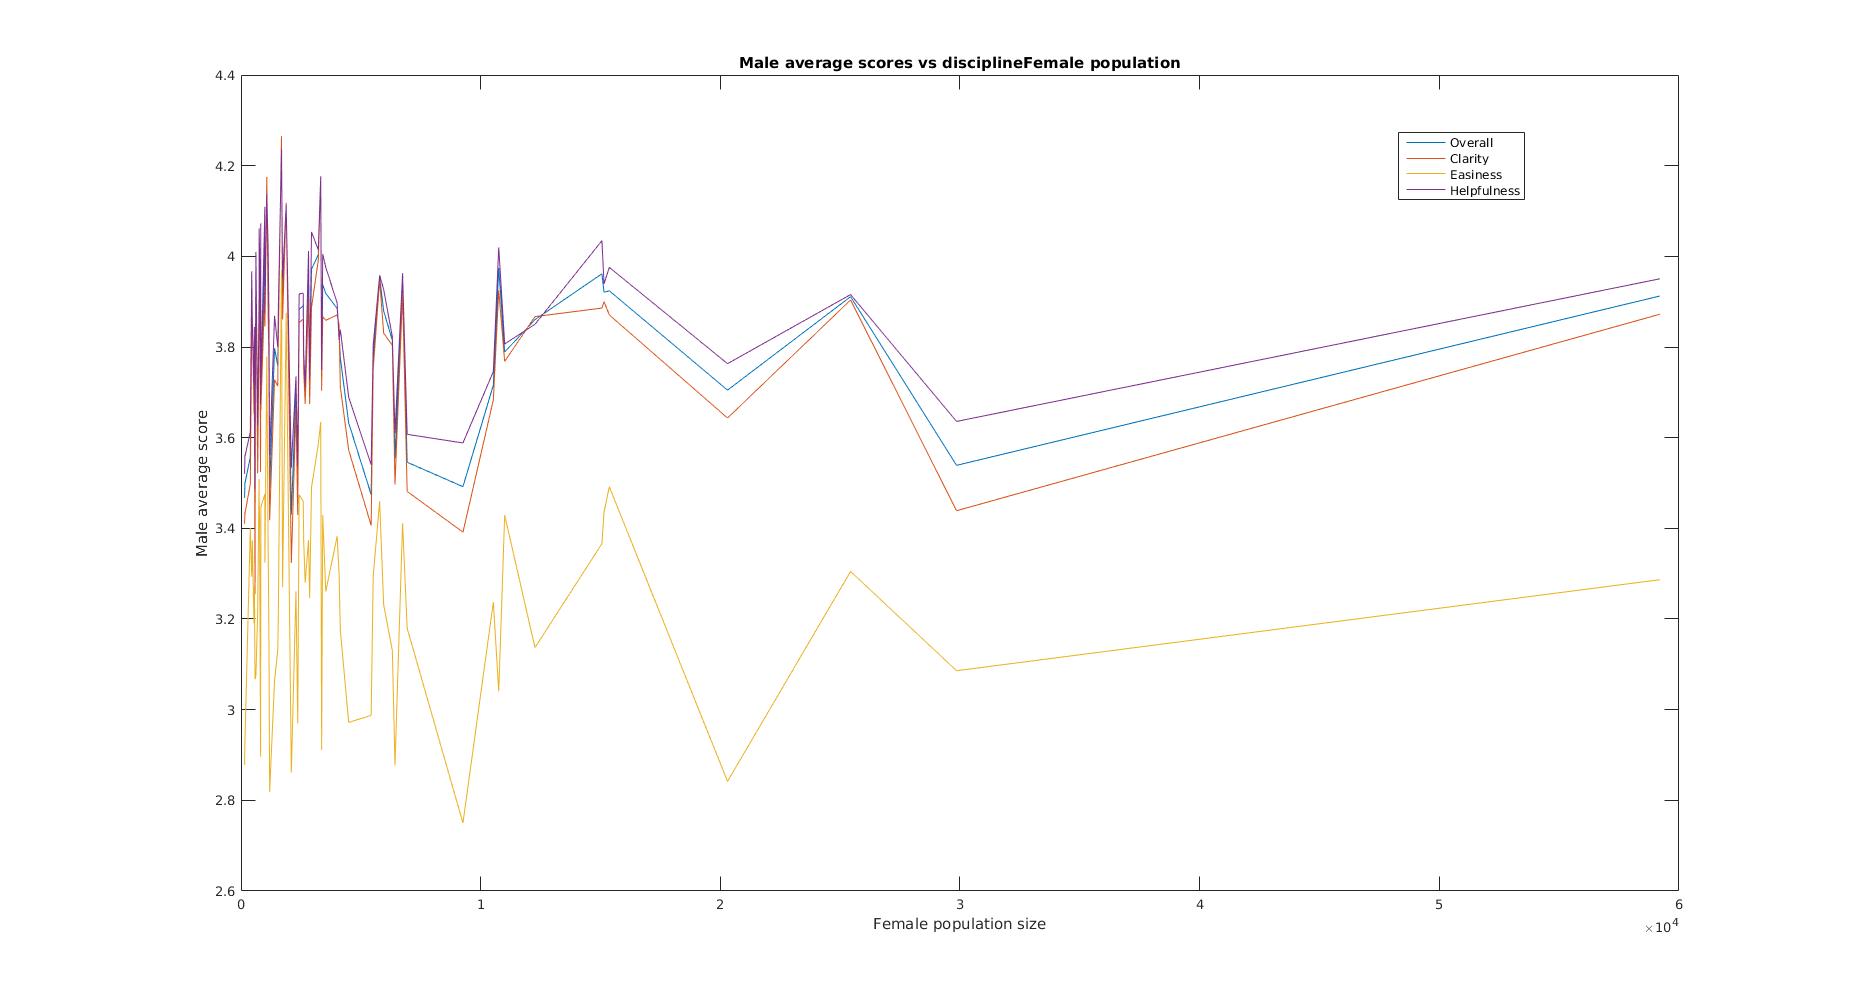 Male average scores vs disciplineFemale population
4.4
4.2
4
3.8
3.6
3.4
3.2
3
2.8
2.6
Male average score
Overall
Clarity
Easiness
Helpfulness
0 1 2 3 4 5 6
×10^4
Female population size